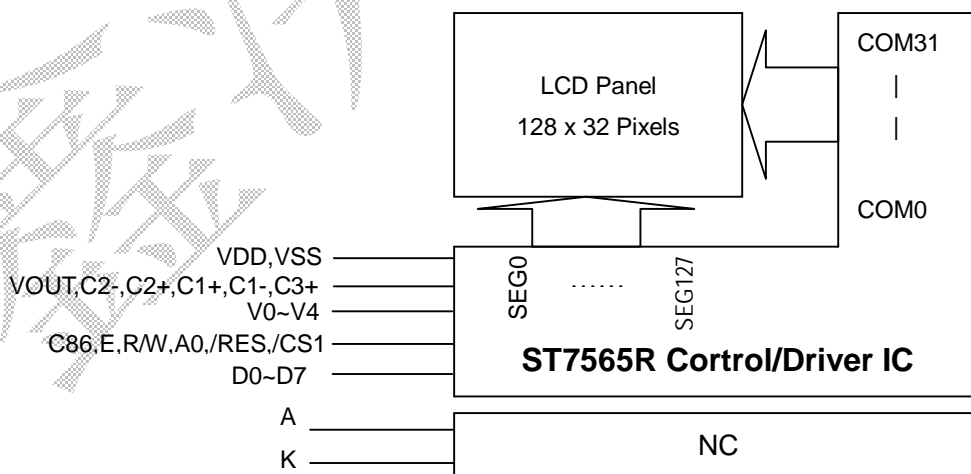 COM31
|
LCD Panel
|
128 x 32 Pixels
COM0
VDD,VSS
VOUT,C2-,C2+,C1+,C1-,C3+
V0~V4
C86,E,R/W,A0,/RES,/CS1
D0~D7
SEG0
......
SEG127
ST7565R Cortrol/Driver IC
A
K
NC